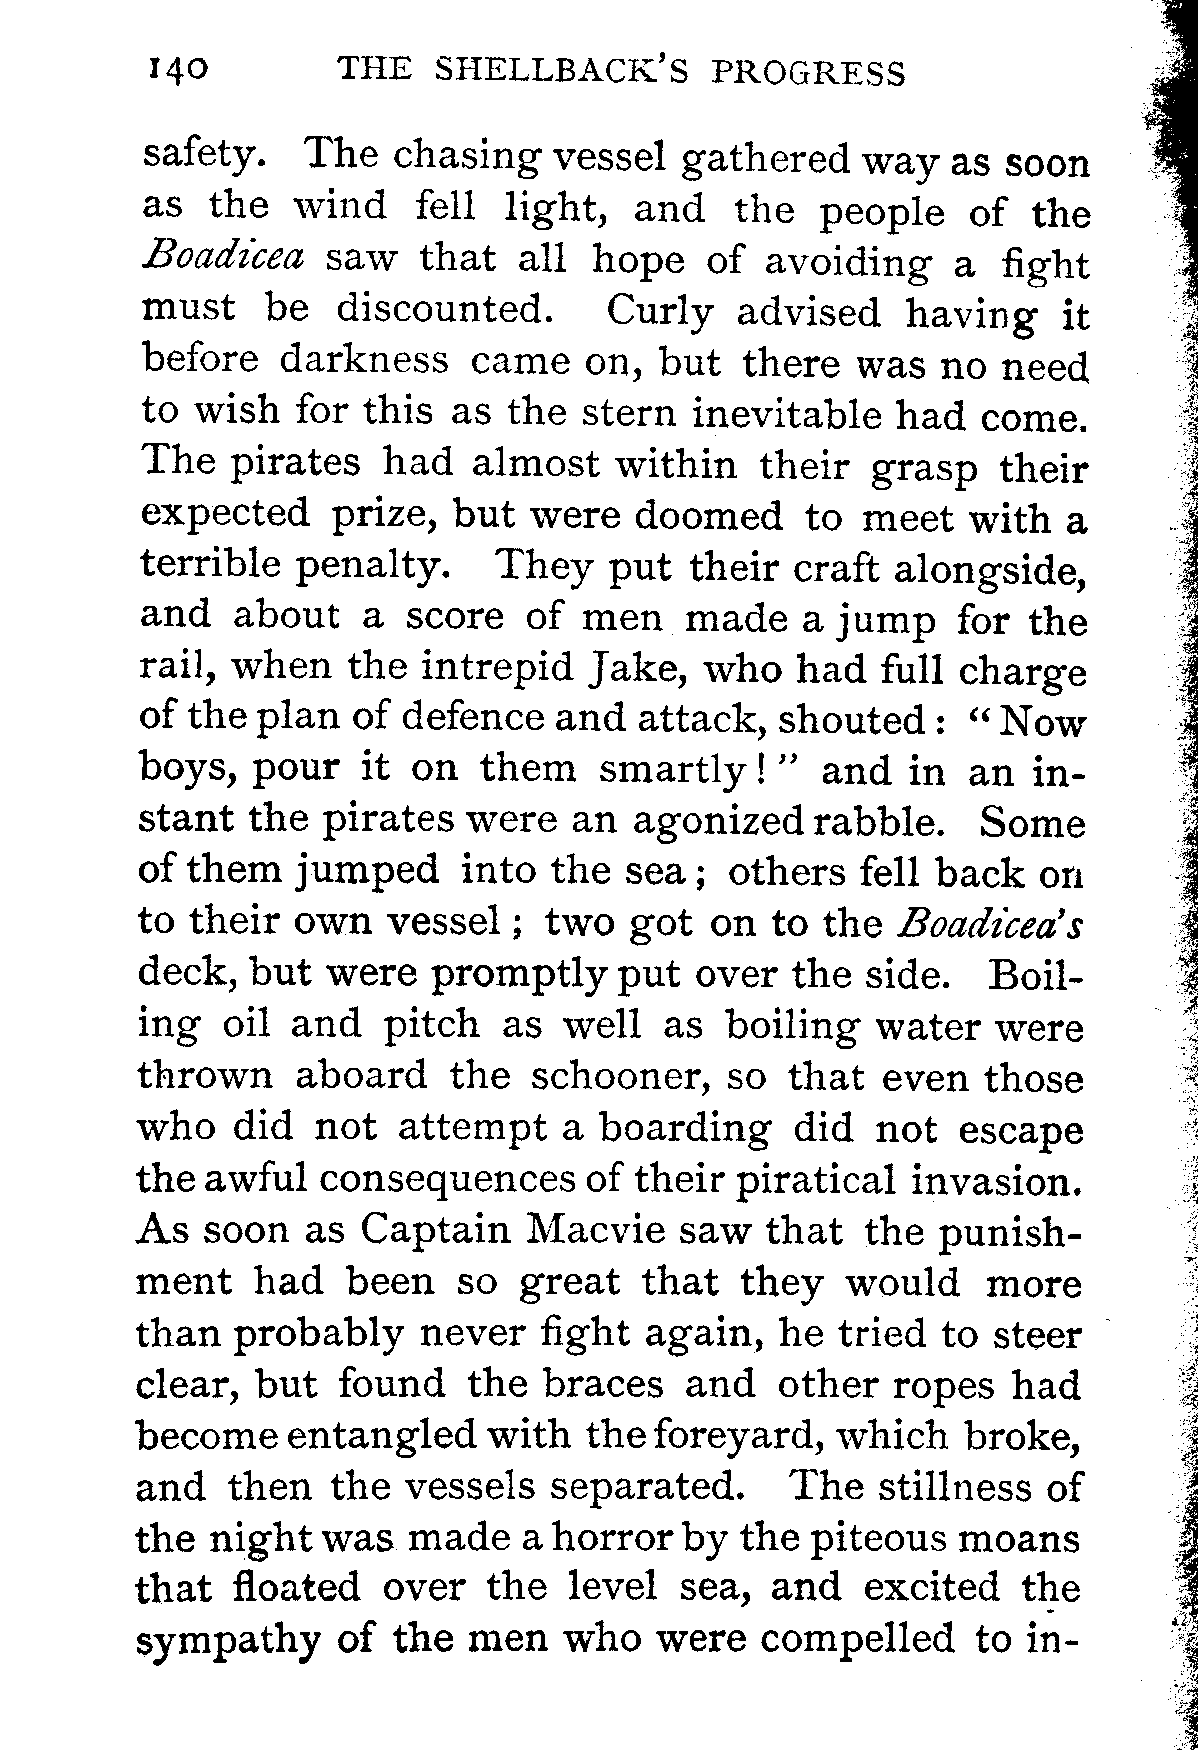 140 THE SHELLBACK'S PROGRESS
safety. The chasing vessel gathered way as soon
as the wind fell light, and the people of the
Boadicea saw that all hope of avoiding a fight
must be discounted. Curly advised having it
before darkness came on, but there was no need
to wish for this as the stern inevitable had come.
The pirates had almost within their grasp their
expected prize, but were doomed to meet with a
terrible penalty. They put their craft alongside,
and about a score of men made a jump for the
rail, when the intrepid Jake, who had full charge
of the plan of defence and attack, shouted : “ Now
boys, pour it on them smartly ! ” and in an in-
stant the pirates were an agonized rabble. Some
of them jumped into the sea ; others fell back on
to their own vessel ; two got on to the Boadicea's
deck, but were promptly put over the side. Boil-
ing oil and pitch as well as boiling water were
thrown aboard the schooner, so that even those
who did not attempt a boarding did not escape
the awful consequences of their piratical invasion.
As soon as Captain Macvie saw that the punish-
ment had been so great that they would more
than probably never fight again, he tried to steer
clear, but found the braces and other ropes had
become entangled with the foreyard, which broke,
and then the vessels separated. The stillness of
the night was made a horror by the piteous moans
that floated over the level sea, and excited the
sympathy of the men who were compelled to in-